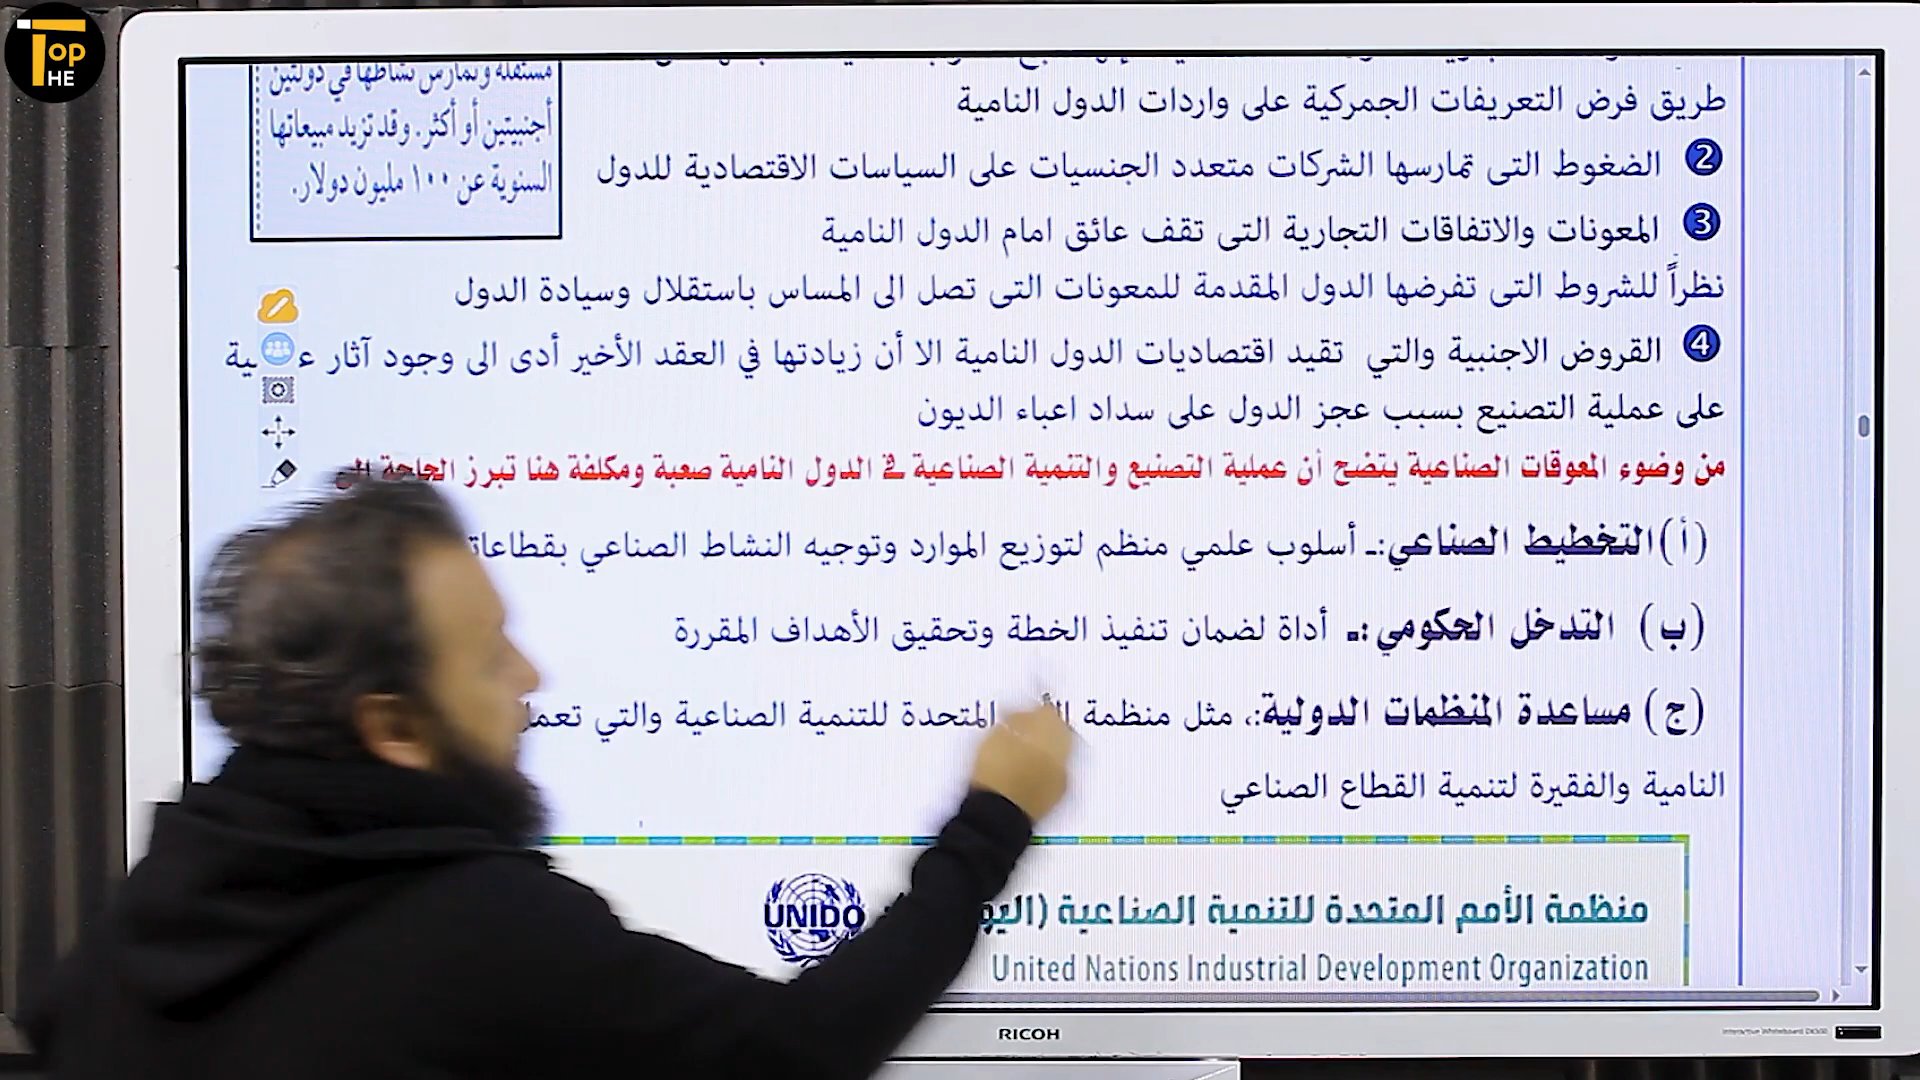 TOP
THE
مستقلة وتمارس نشاطها في دولتين
أجنبيتين أو أكثر. وقد تزيد مبيعاتها
السنوية عن ١٠٠ مليون دولار.
طريق فرض التعريفات الجمركية على واردات الدول النامية
2 الضغوط التى تمارسها الشركات متعدد الجنسيات على السياسات الاقتصادية للدول
3 المعونات والاتفاقات التجارية التى تقف عائق امام الدول النامية
نظراً للشروط التى تفرضها الدول المقدمة للمعونات التى تصل الى المساس باستقلال وسيادة الدول
4 القروض الاجنبية والتي تقيد اقتصاديات الدول النامية الا أن زيادتها في العقد الأخير أدى الى وجود آثار
على عملية التصنيع بسبب عجز الدول على سداد اعباء الديون
من وضوء المعوقات الصناعية يتضح أن عملية التصنيع والتنمية الصناعية في الدول النامية صعبة ومكلفة هنا تبرز الحاجة إلى
(أ) التخطيط الصناعي:ـ أسلوب علمي منظم لتوزيع الموارد وتوجيه النشاط الصناعي
(ب) التدخل الحكومي :ـ أداة لضمان تنفيذ الخطة وتحقيق الأهداف المقررة
(ج) مساعدة المنظمات الدولية:. مثل منظمة المتحدة للتنمية الصناعية والتي
النامية والفقيرة لتنمية القطاع الصناعي
منظمة الأمم المتحدة للتنمية الصناعية
UNIDO
United Nations Industrial Development Organization
RICOH